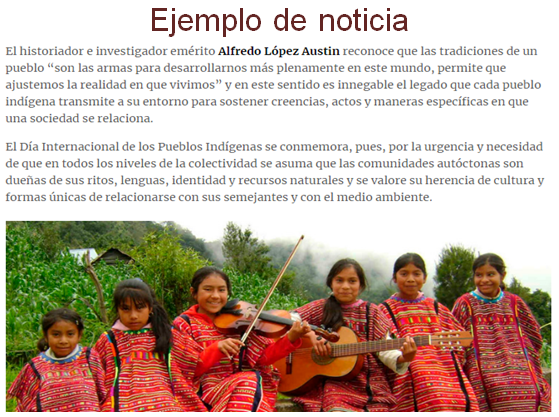 Ejemplo de noticia
El historiador e investigador emérito Alfredo López Austin reconoce que las tradiciones de un
pueblo “son las armas para desarrollarnos más plenamente en este mundo, permite que
ajustemos la realidad en que vivimos” y en este sentido es innegable el legado que cada pueblo
indígena transmite a su entorno para sostener creencias, actos y maneras específicas en que
una sociedad se relaciona.
El Día Internacional de los Pueblos Indígenas se conmemora, pues, por la urgencia y necesidad
de que en todos los niveles de la colectividad se asuma que las comunidades autóctonas son
dueñas de sus ritos, lenguas, identidad y recursos naturales y se valore su herencia de cultura y
formas únicas de relacionarse con sus semejantes y con el medio ambiente.